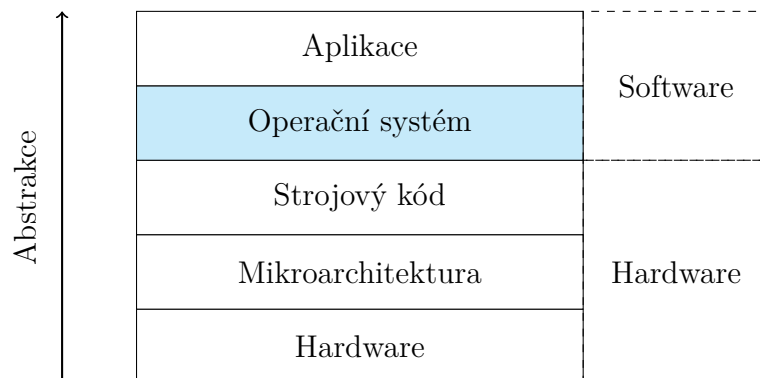 Abstrakce
Aplikace
Operační systém
Strojový kód
Mikroarchitektura
Hardware
Software
Hardware